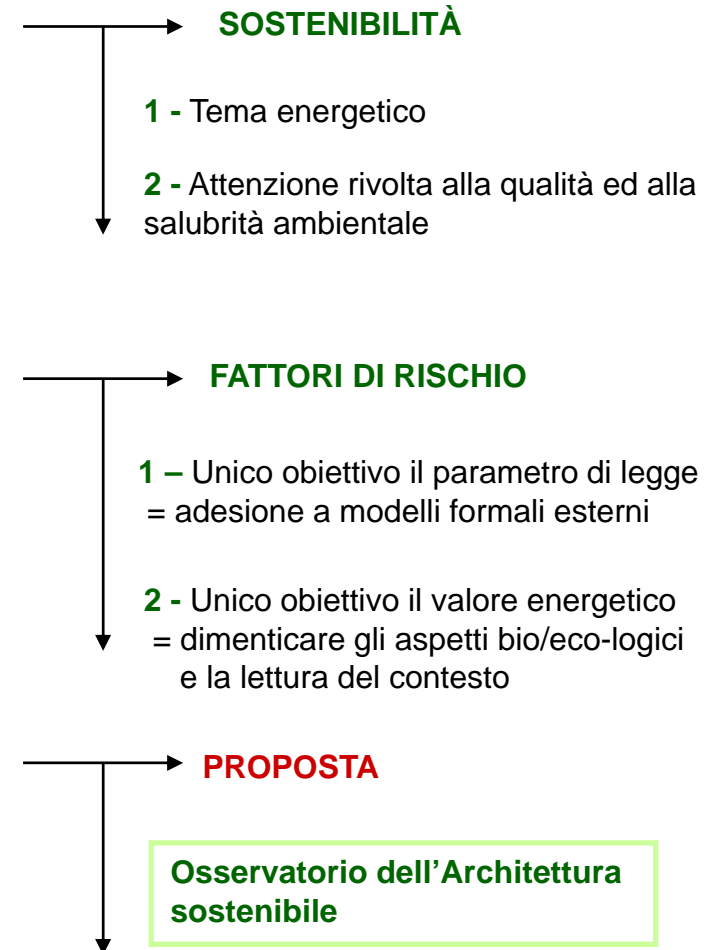 SOSTENIBILITÀ
1 - Tema energetico
2 - Attenzione rivolta alla qualità ed alla
salubrità ambientale
FATTORI DI RISCHIO
1 – Unico obiettivo il parametro di legge
= adesione a modelli formali esterni
2 - Unico obiettivo il valore energetico
= dimenticare gli aspetti bio/eco-logici
e la lettura del contesto
PROPOSTA
Osservatorio dell’Architettura
sostenibile